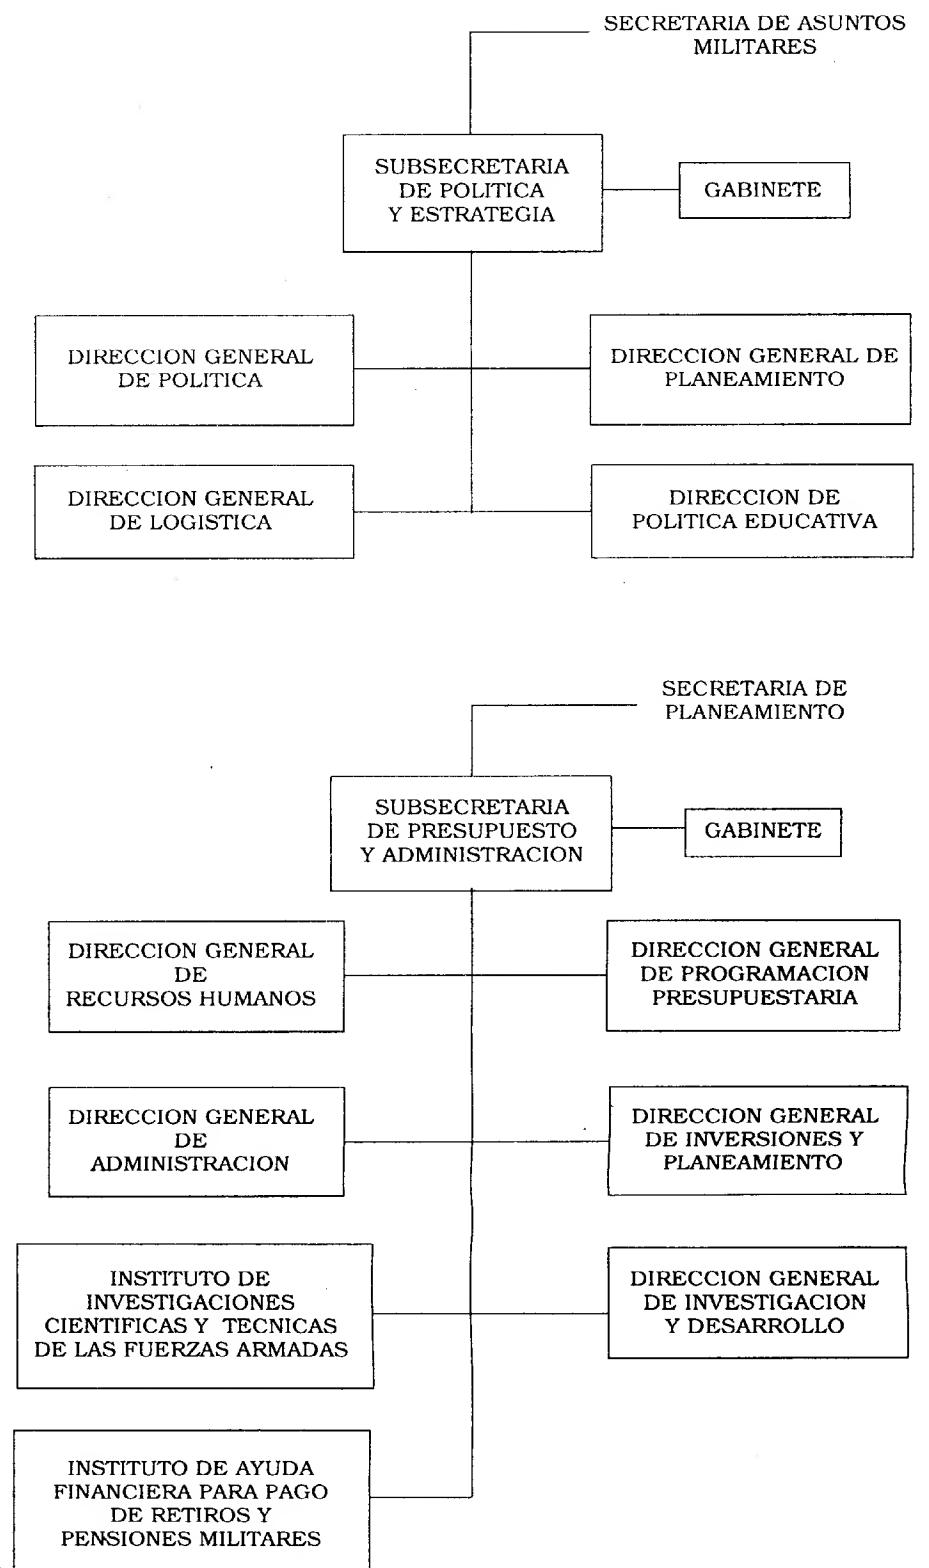 SECRETARIA DE ASUNTOS
MILITARES
SUBSECRETARIA
DE POLITICA
Y ESTRATEGIA
GABINETE
DIRECCION GENERAL
DE POLITICA
DIRECCION GENERAL DE
PLANEAMIENTO
DIRECCION GENERAL
DE LOGISTICA
DIRECCION DE
POLITICA EDUCATIVA
SECRETARIA DE
PLANEAMIENTO
SUBSECRETARIA
DE PRESUPUESTO
Y ADMINISTRACION
GABINETE
DIRECCION GENERAL
DE
RECURSOS HUMANOS
DIRECCION GENERAL
DE PROGRAMACION
PRESUPUESTARIA
DIRECCION GENERAL
DE
ADMINISTRACION
DIRECCION GENERAL
DE INVERSIONES Y
PLANEAMIENTO
INSTITUTO DE
INVESTIGACIONES
CIENTIFICAS Y TECNICAS
DE LAS FUERZAS ARMADAS
DIRECCION GENERAL
DE INVESTIGACION
Y DESARROLLO
INSTITUTO DE AYUDA
FINANCIERA PARA PAGO
DE RETIROS Y
PENSIONES MILITARES